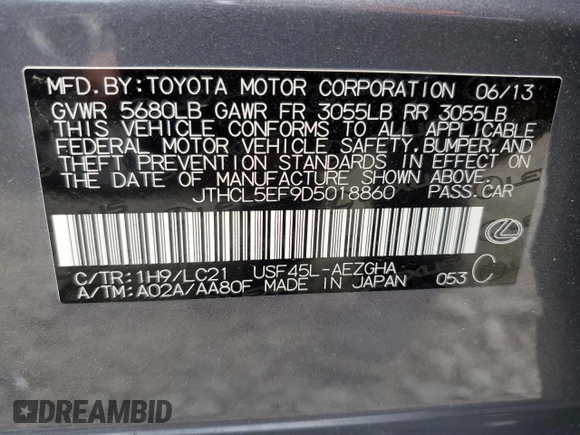 MFD.BY:TOYOTA MOTOR CORPORATION 06/13
GVWR 5680LB GAWR FR 3055LB RR 3055LB
THIS VEHICLE CONFORMS TO ALL APPLICABLE
FEDERAL MOTOR VEHICLE SAFETY,BUMPER,AND
THEFT PREVENTION STANDARDS IN EFFECT ON
THE DATE OF MANUFACTURE SHOWN ABOVE.
JTHCL5EF9D5018860 PASS.CAR
C/TR:1H9/LC21 USF45L-AEZGHA
A/TM:A02A/AA80F MADE IN JAPAN 053 C
DREAMBID